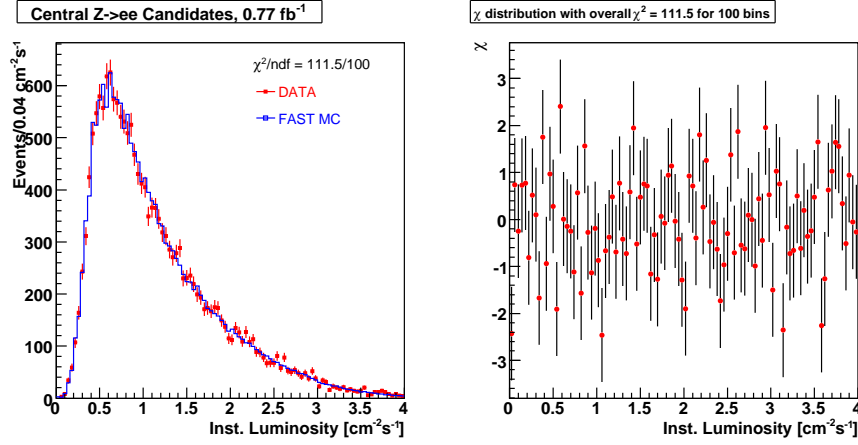 Central Z->ee Candidates, 0.77 fb⁻¹
Events/0.04 cm⁻²s⁻¹
600
500
400
300
200
100
0
χ²/ndf = 111.5/100
DATA
FAST MC
0 0.5 1 1.5 2 2.5 3 3.5 4
Inst. Luminosity [cm⁻²s⁻¹]
χ distribution with overall χ² = 111.5 for 100 bins
χ
3
2
1
0
-1
-2
-3
0 0.5 1 1.5 2 2.5 3 3.5 4
Inst. Luminosity [cm⁻²s⁻¹]